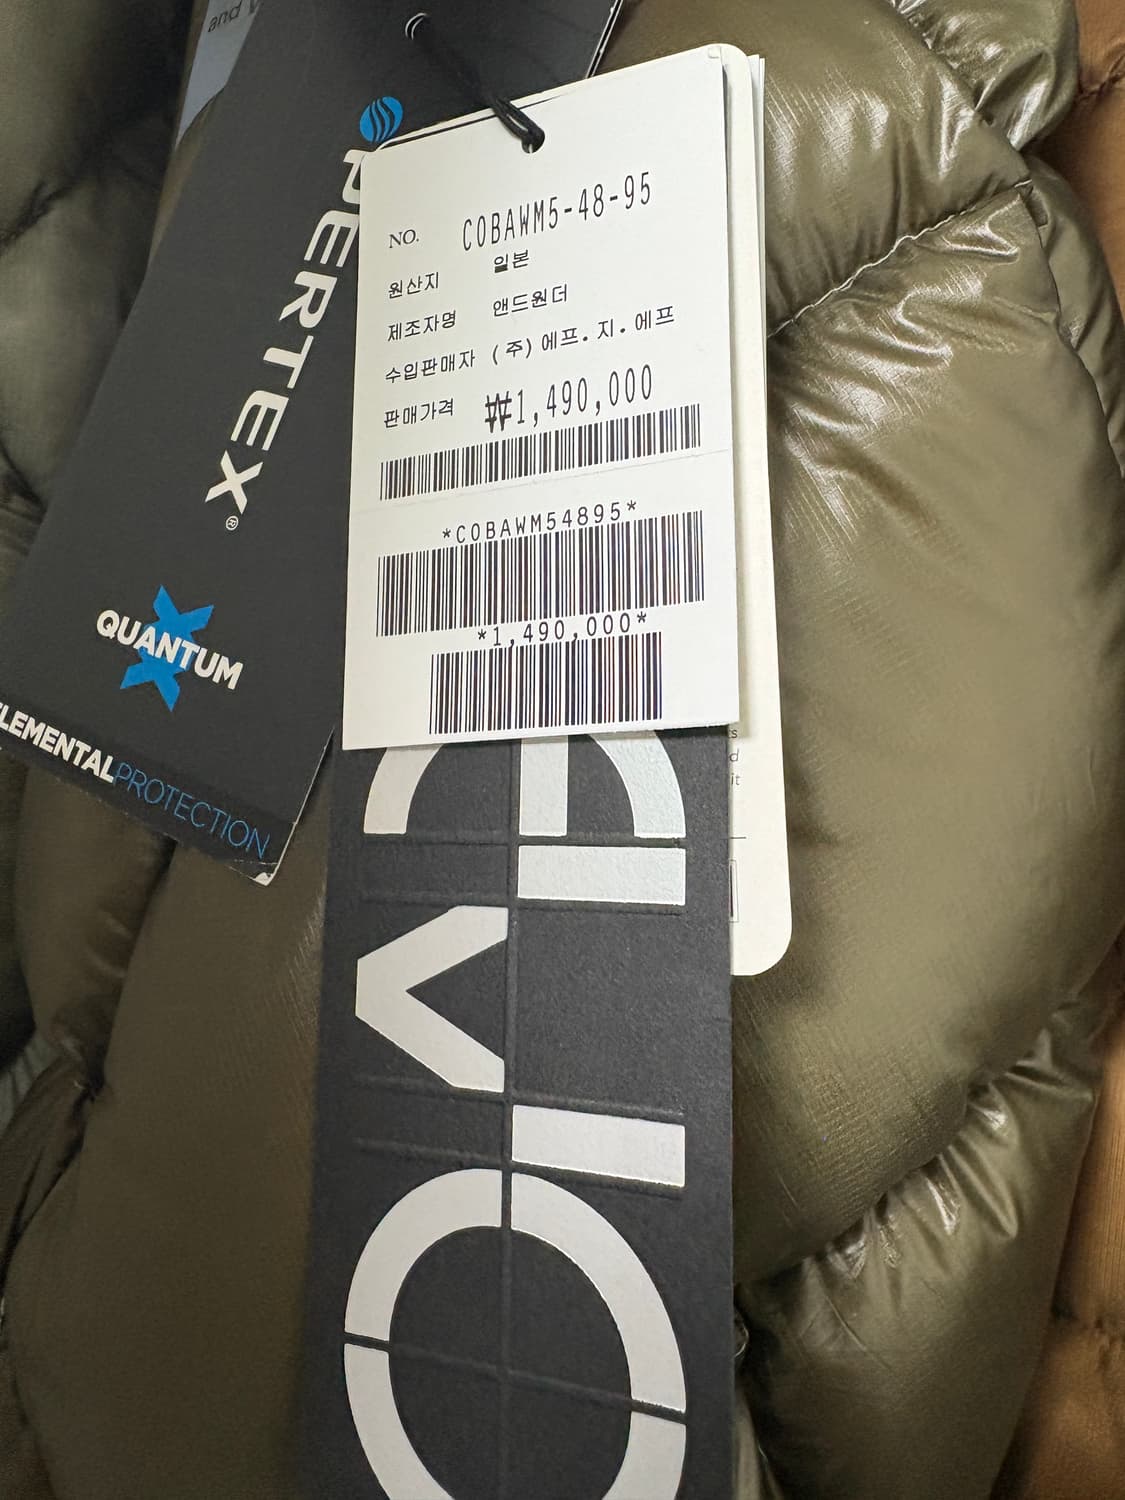 and
PERTEX®
QUANTUM
ELEMENTALPROTECTION
NO. COBAWM5-48-95
원산지 일본
제조자명 앤드원더
수입판매자 (주)에프.지.에프
판매가격 ₩1,490,000
*COBAWM54895*
*1,490,000*
ts
d
it